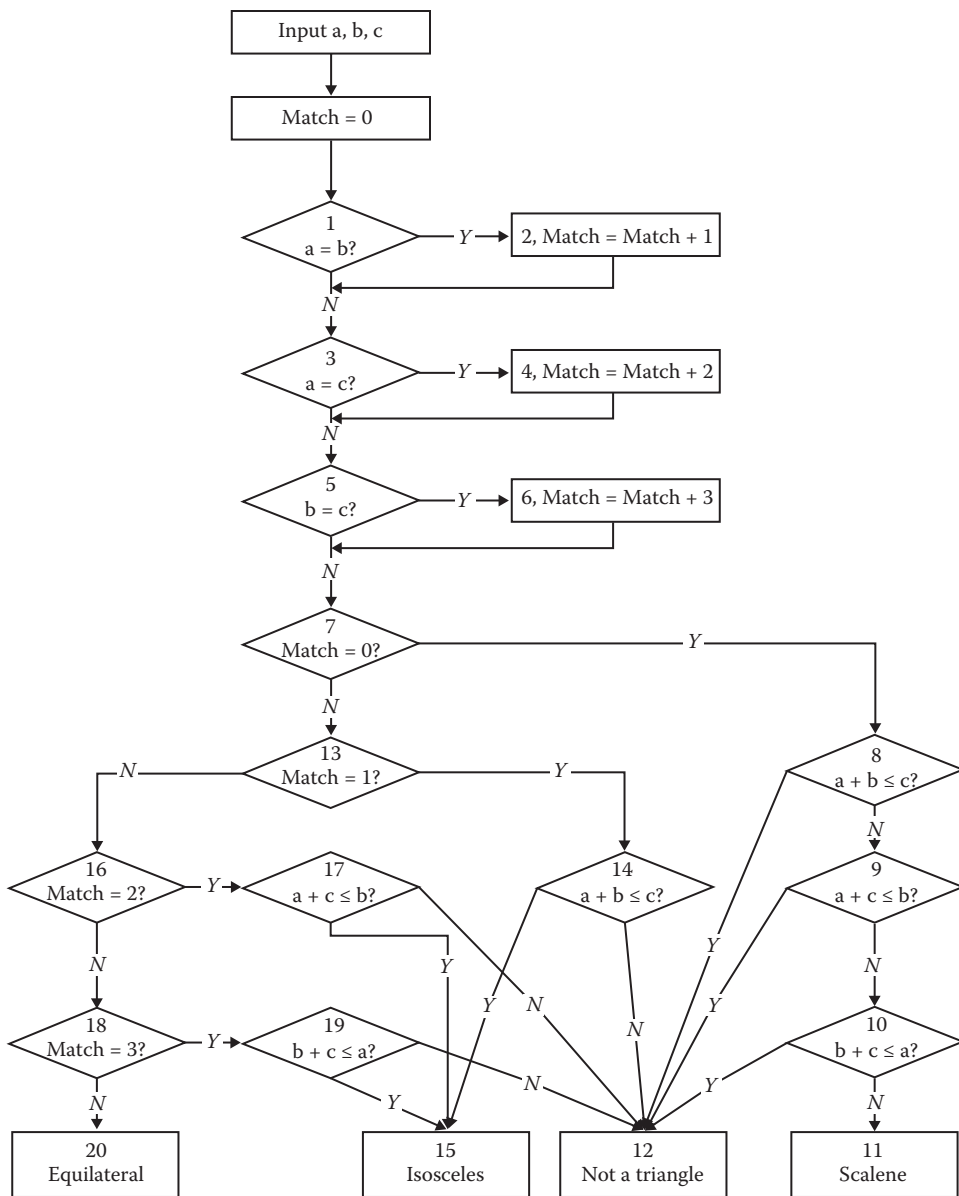 Input a, b, c
Match = 0
1
a = b?
Y
2, Match = Match + 1
N
3
a = c?
Y
4, Match = Match + 2
N
5
b = c?
Y
6, Match = Match + 3
N
7
Match = 0?
Y
N
13
Match = 1?
N
Y
8
a + b ≤ c?
N
16
Match = 2?
Y
17
a + c ≤ b?
14
a + b ≤ c?
9
a + c ≤ b?
Y
N
Y
N
Y
N
Y
N
18
Match = 3?
Y
19
b + c ≤ a?
N
10
b + c ≤ a?
Y
N
Y
N
20
Equilateral
15
Isosceles
12
Not a triangle
11
Scalene